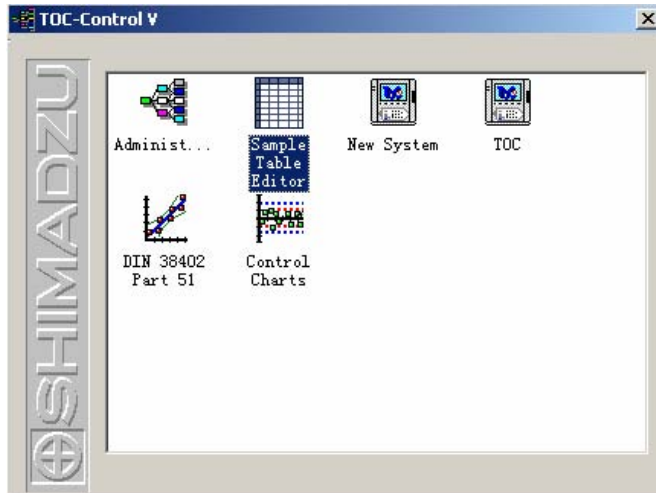 TOC-Control V
SHIMADZU
Administ...
Sample
Table
Editor
New System
TOC
DIN 38402
Part 51
Control
Charts